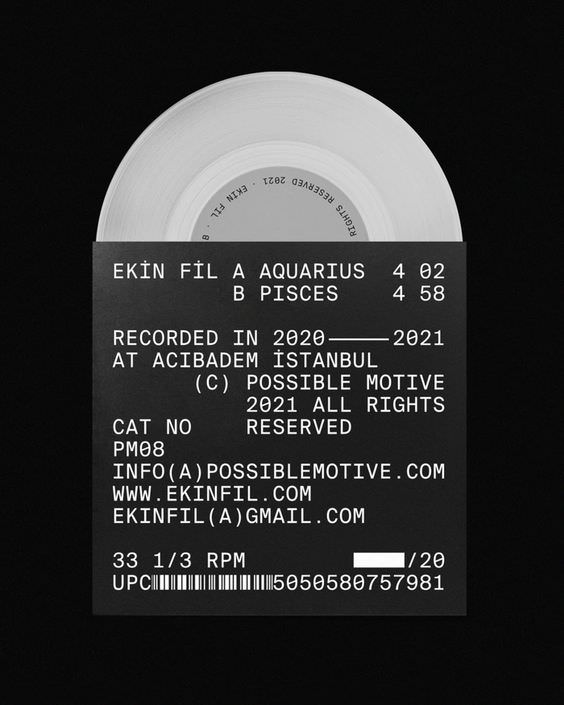 RIGHTS RESERVED 2021 · EKIN FIL · B
EKİN FİL A AQUARIUS 4 02
B PISCES 4 58
RECORDED IN 2020——2021
AT ACIBADEM İSTANBUL
(C) POSSIBLE MOTIVE
2021 ALL RIGHTS
CAT NO RESERVED
PM08
INFO(A)POSSIBLEMOTIVE.COM
WWW.EKINFIL.COM
EKINFIL(A)GMAIL.COM
33 1/3 RPM /20
UPC 5050580757981